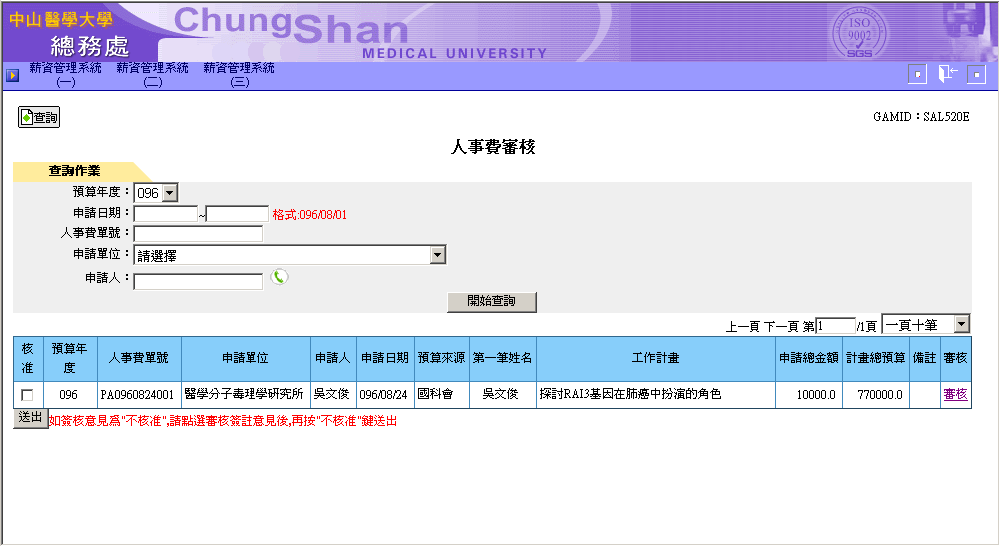 中山醫學大學
總務處
ChungShan
MEDICAL UNIVERSITY
ISO
9002
SGS
薪資管理系統
(一)
薪資管理系統
(二)
薪資管理系統
(三)
查詢
GAMID：SAL520E
人事費審核
查詢作業
預算年度：096
申請日期： ~ 格式:096/08/01
人事費單號：
申請單位：請選擇
申請人：
開始查詢
上一頁 下一頁 第1/1頁 一頁十筆
核准 預算年度 人事費單號 申請單位 申請人 申請日期 預算來源 第一筆姓名 工作計畫 申請總金額 計畫總預算 備註 審核
096 PA0960824001 醫學分子毒理學研究所 吳文俊 096/08/24 國科會 吳文俊 探討RAI3基因在肺癌中扮演的角色 10000.0 770000.0 審核
送出 如簽核意見為"不核准",請點選審核簽註意見後,再按"不核准"鍵送出